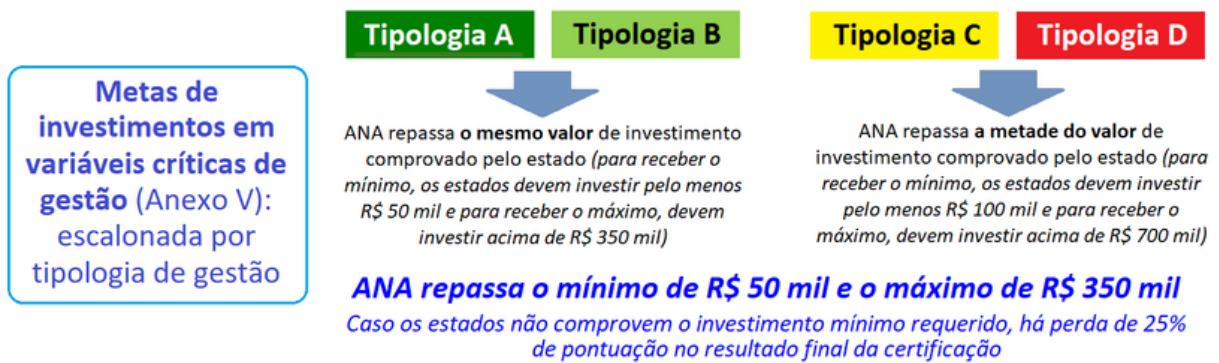 Metas de
investimentos em
variáveis críticas de
gestão (Anexo V):
escalonada por
tipologia de gestão
Tipologia A
Tipologia B
ANA repassa o mesmo valor de investimento
comprovado pelo estado (para receber o
mínimo, os estados devem investir pelo menos
R$ 50 mil e para receber o máximo, devem
investir acima de R$ 350 mil)
Tipologia C
Tipologia D
ANA repassa a metade do valor de
investimento comprovado pelo estado (para
receber o mínimo, os estados devem investir
pelo menos R$ 100 mil e para receber o
máximo, devem investir acima de R$ 700 mil)
ANA repassa o mínimo de R$ 50 mil e o máximo de R$ 350 mil
Caso os estados não comprovem o investimento mínimo requerido, há perda de 25%
de pontuação no resultado final da certificação